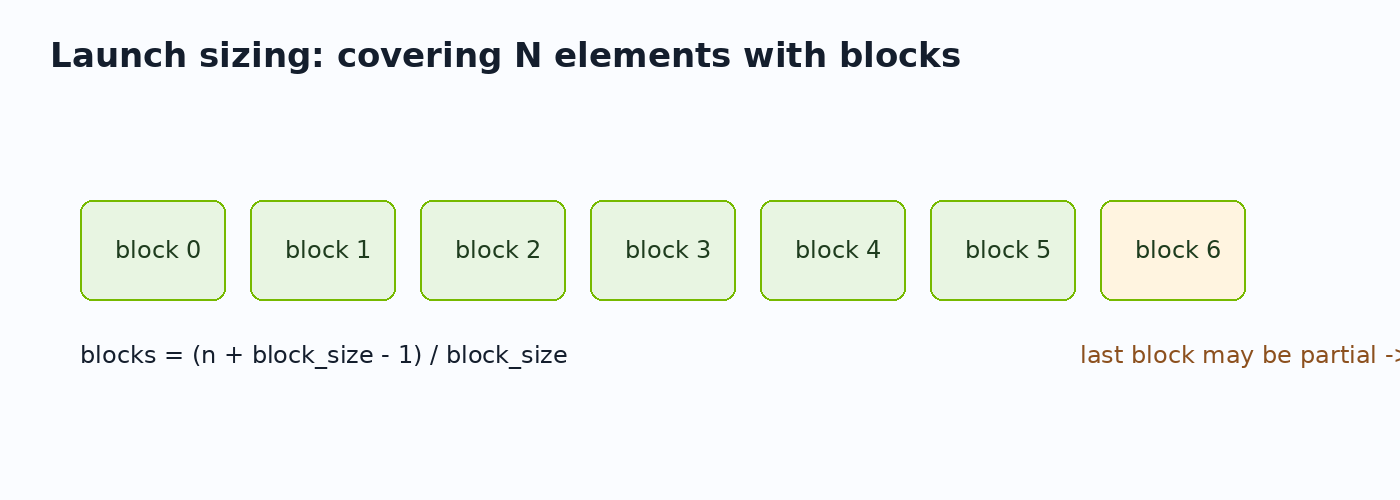 Launch sizing: covering N elements with blocks
block 0
block 1
block 2
block 3
block 4
block 5
block 6
blocks = (n + block_size - 1) / block_size
last block may be partial ->